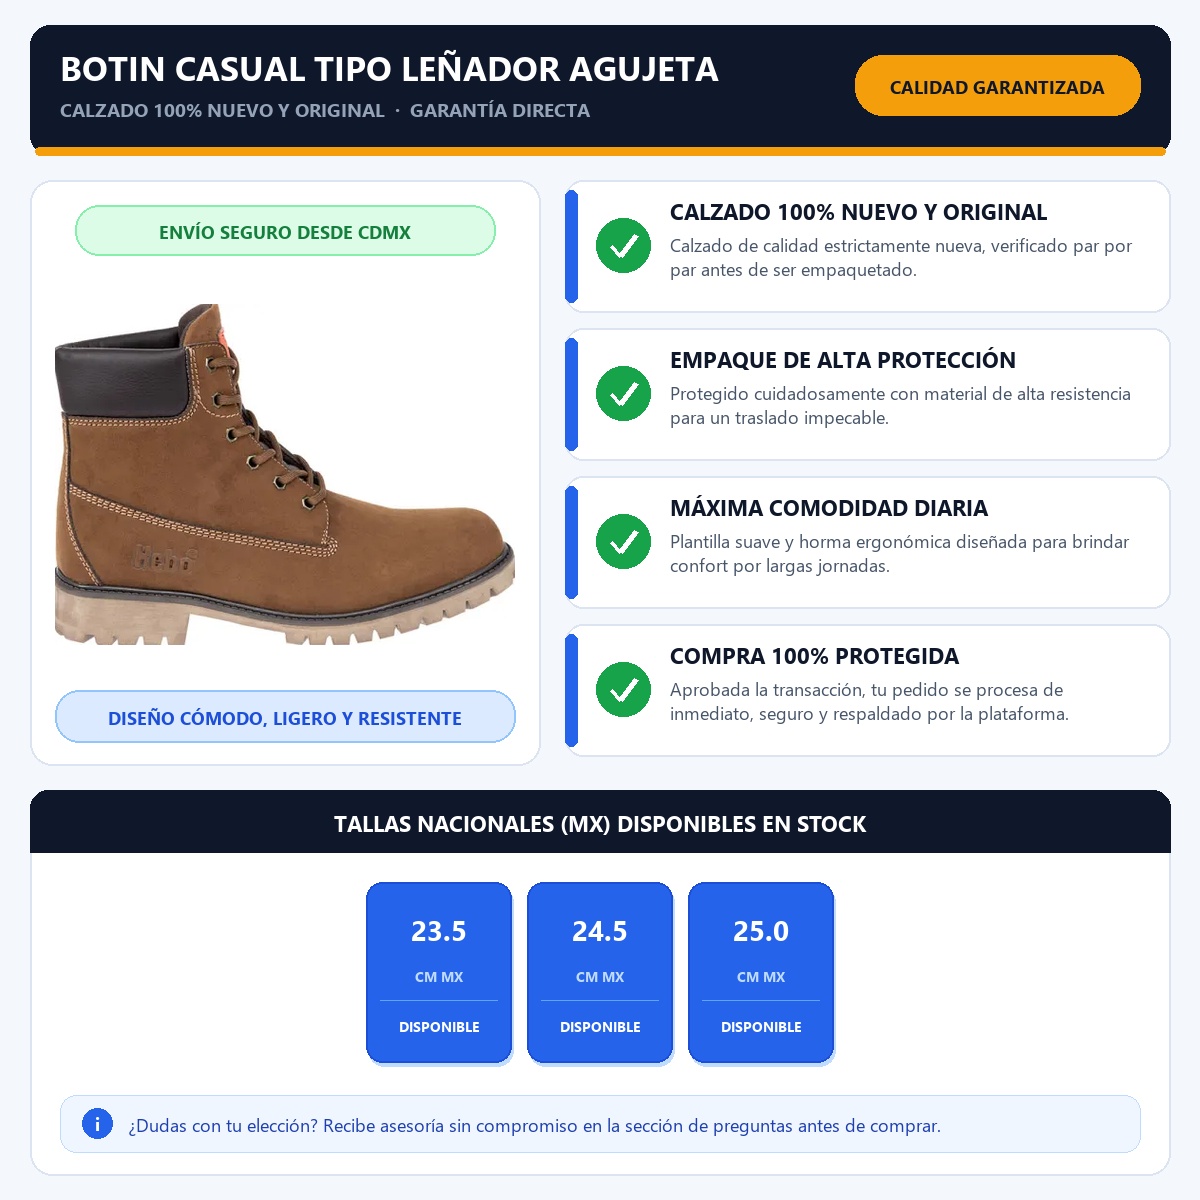 BOTIN CASUAL TIPO LEÑADOR AGUJETA
CALZADO 100% NUEVO Y ORIGINAL · GARANTÍA DIRECTA
CALIDAD GARANTIZADA
ENVÍO SEGURO DESDE CDMX
DISEÑO CÓMODO, LIGERO Y RESISTENTE
CALZADO 100% NUEVO Y ORIGINAL
Calzado de calidad estrictamente nueva, verificado par por
par antes de ser empaquetado.
EMPAQUE DE ALTA PROTECCIÓN
Protegido cuidadosamente con material de alta resistencia
para un traslado impecable.
MÁXIMA COMODIDAD DIARIA
Plantilla suave y horma ergonómica diseñada para brindar
confort por largas jornadas.
COMPRA 100% PROTEGIDA
Aprobada la transacción, tu pedido se procesa de
inmediato, seguro y respaldado por la plataforma.
TALLAS NACIONALES (MX) DISPONIBLES EN STOCK
23.5
CM MX
DISPONIBLE
24.5
CM MX
DISPONIBLE
25.0
CM MX
DISPONIBLE
¿Dudas con tu elección? Recibe asesoría sin compromiso en la sección de preguntas antes de comprar.